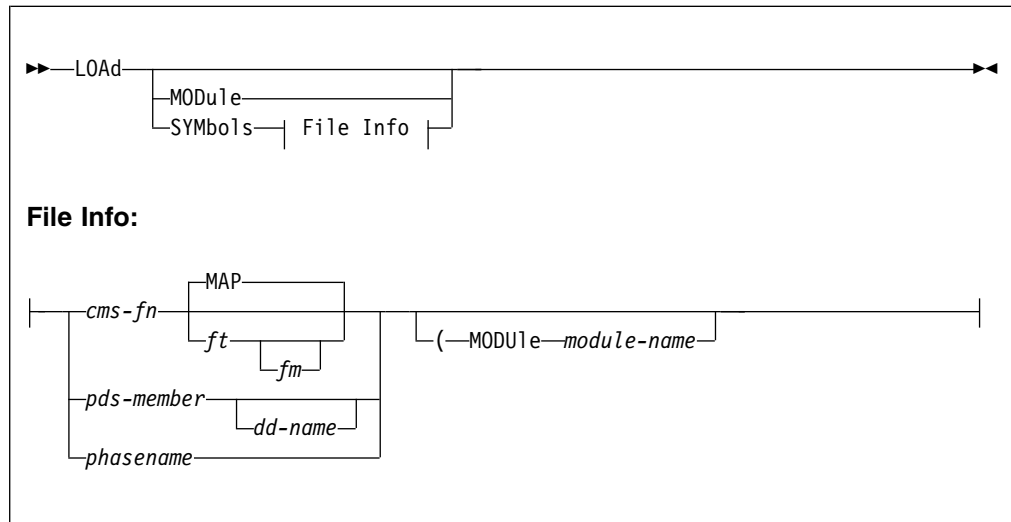 LOAd
MODule
SYMbols File Info
File Info:
MAP
cms-fn
ft
fm
( MODUle module-name
pds-member
dd-name
phasename